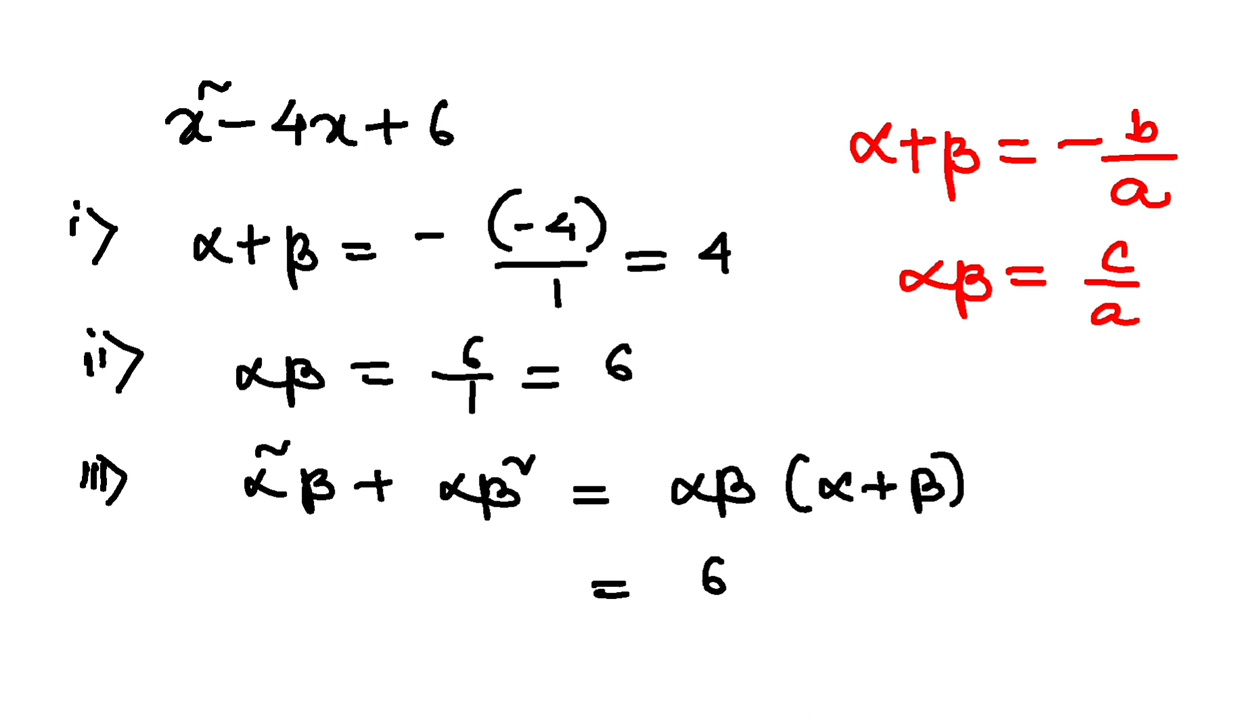 x² - 4x + 6
i> α+β = - (-4)/1 = 4
ii> αβ = 6/1 = 6
iii> α²β + αβ² = αβ (α+β)
= 6
α+β = - b/a
αβ = c/a